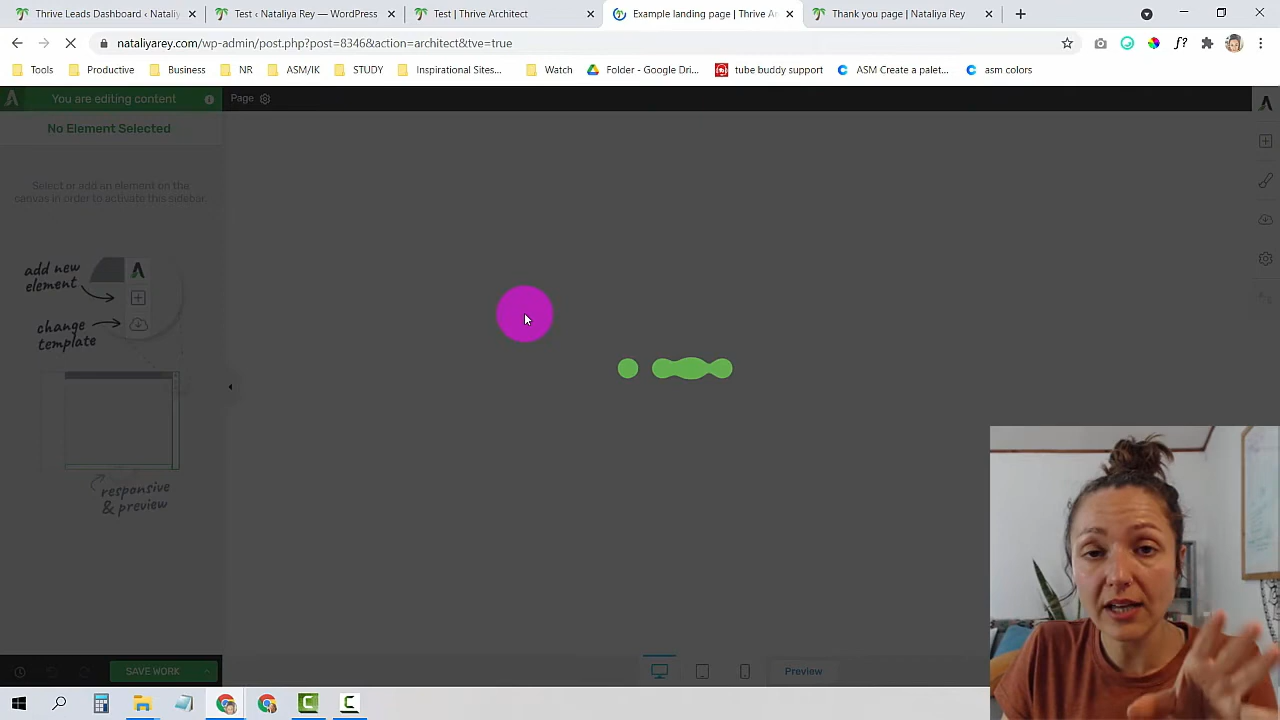 Thrive Leads Dashboard ‹ Nataliy
Test ‹ Nataliya Rey — WordPress
Test | Thrive Architect
Example landing page | Thrive Ar
Thank you page | Nataliya Rey
nataliyarey.com/wp-admin/post.php?post=8346&action=architect&tve=true
Tools
Productive
Business
NR
ASM/IK
STUDY
Inspirational Sites...
Watch
Folder - Google Dri...
tube buddy support
ASM Create a palet...
asm colors
You are editing content
Page
No Element Selected
Select or add an element on the
canvas in order to activate this sidebar.
add new
element
change
template
responsive
& preview
SAVE WORK
Preview